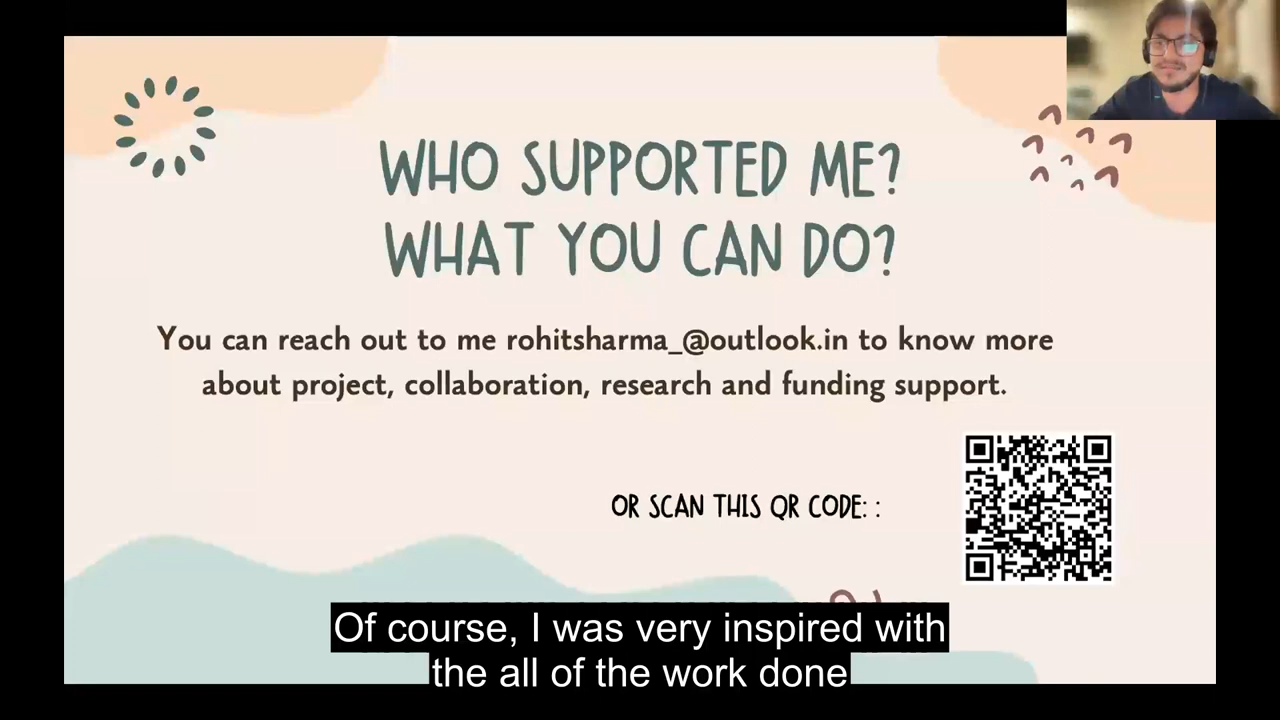 WHO SUPPORTED ME?
WHAT YOU CAN DO?
You can reach out to me rohitsharma_@outlook.in to know more
about project, collaboration, research and funding support.
OR SCAN THIS QR CODE: :
Of course, I was very inspired with
the all of the work done